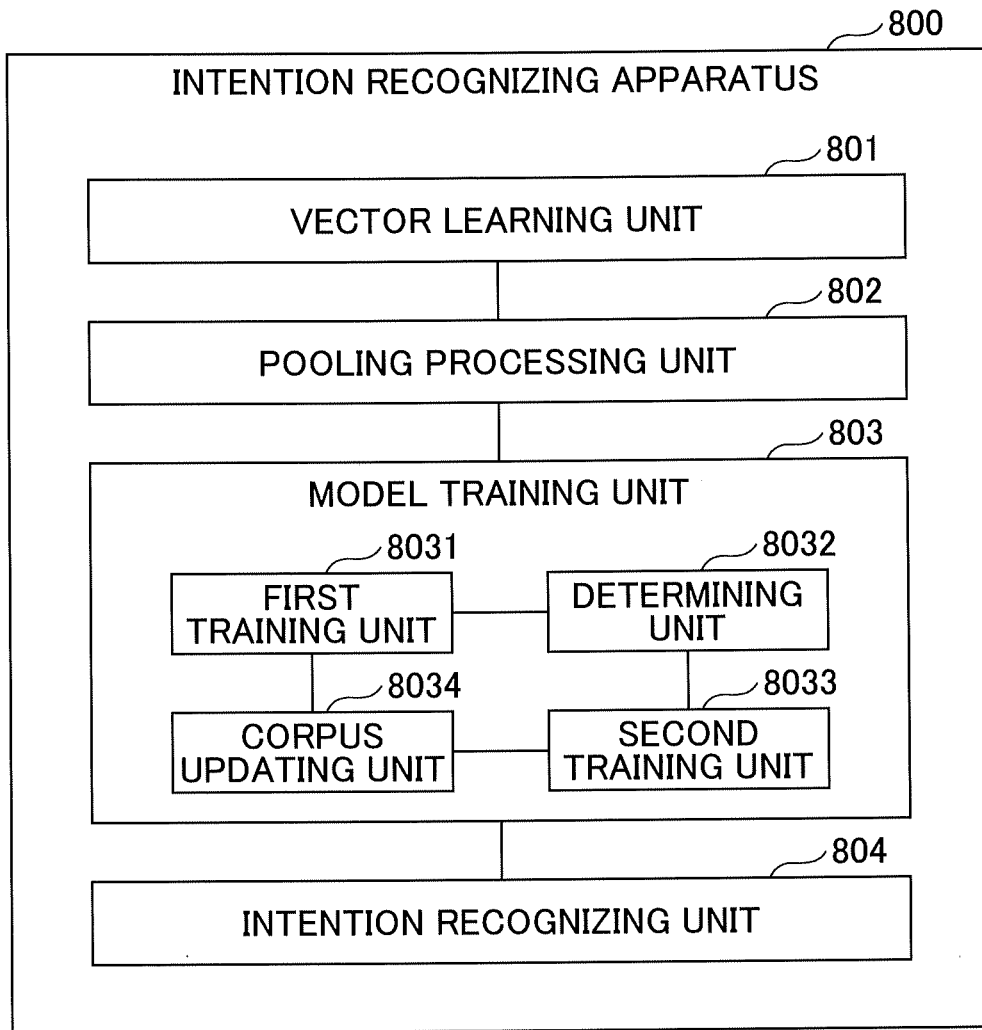 800
INTENTION RECOGNIZING APPARATUS
801
VECTOR LEARNING UNIT
802
POOLING PROCESSING UNIT
803
MODEL TRAINING UNIT
8031
FIRST
TRAINING UNIT
8032
DETERMINING
UNIT
8034
CORPUS
UPDATING UNIT
8033
SECOND
TRAINING UNIT
804
INTENTION RECOGNIZING UNIT